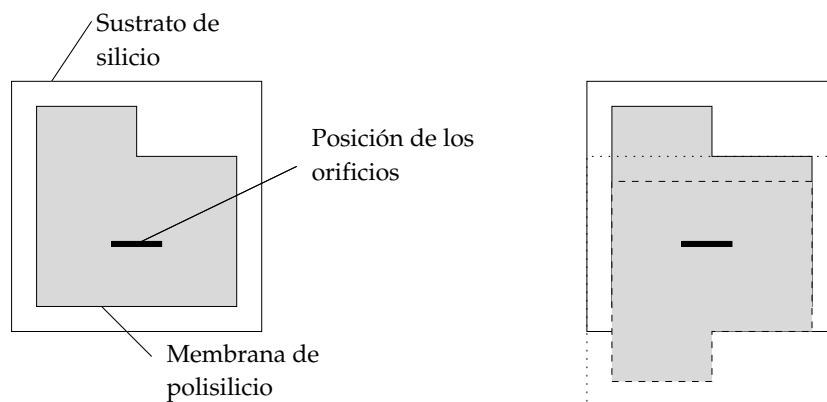 Sustrato de
silicio
Posición de los
orificios
Membrana de
polisilicio